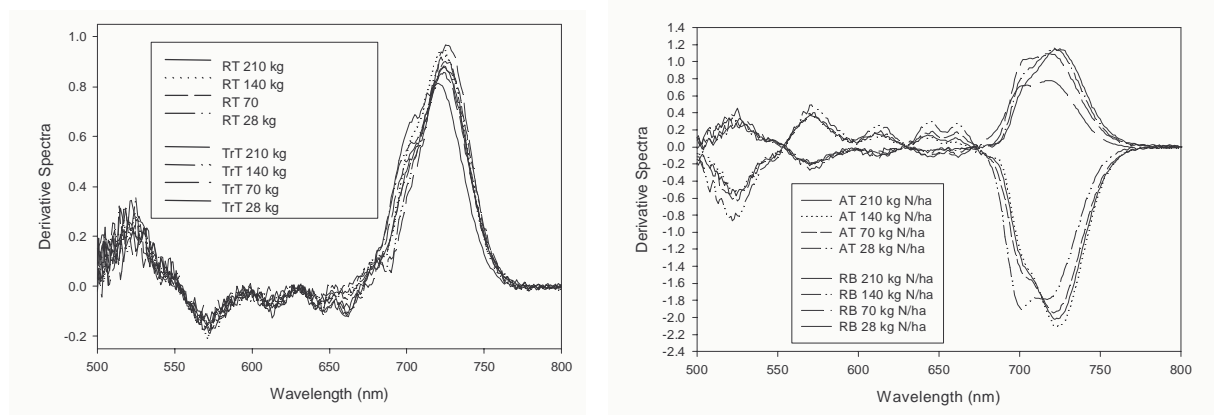 1.0
0.8
0.6
0.4
0.2
0.0
-0.2
Derivative Spectra
RT 210 kg
RT 140 kg
RT 70
RT 28 kg
TrT 210 kg
TrT 140 kg
TrT 70 kg
TrT 28 kg
500 550 600 650 700 750 800
Wavelength (nm)
1.4
1.2
1.0
0.8
0.6
0.4
0.2
0.0
-0.2
-0.4
-0.6
-0.8
-1.0
-1.2
-1.4
-1.6
-1.8
-2.0
-2.2
-2.4
Derivative Spectra
AT 210 kg N/ha
AT 140 kg N/ha
AT 70 kg N/ha
AT 28 kg N/ha
RB 210 kg N/ha
RB 140 kg N/ha
RB 70 kg N/ha
RB 28 kg N/ha
500 550 600 650 700 750 800
Wavelength (nm)